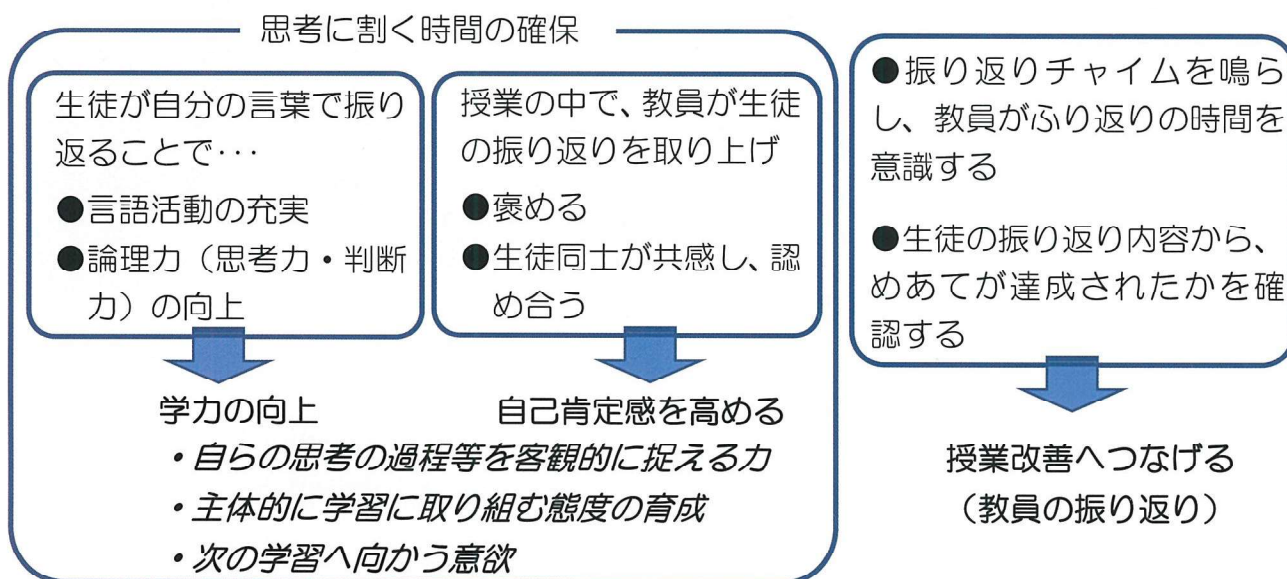 思考に割く時間の確保
生徒が自分の言葉で振り
返ることで･･･
●言語活動の充実
●論理力（思考力・判断
力）の向上
授業の中で、教員が生徒
の振り返りを取り上げ
●褒める
●生徒同士が共感し、認
め合う
●振り返りチャイムを鳴ら
し、教員がふり返りの時間を
意識する
●生徒の振り返り内容から、
めあてが達成されたかを確
認する
学力の向上
自己肯定感を高める
・自らの思考の過程等を客観的に捉える力
・主体的に学習に取り組む態度の育成
・次の学習へ向かう意欲
授業改善へつなげる
（教員の振り返り）